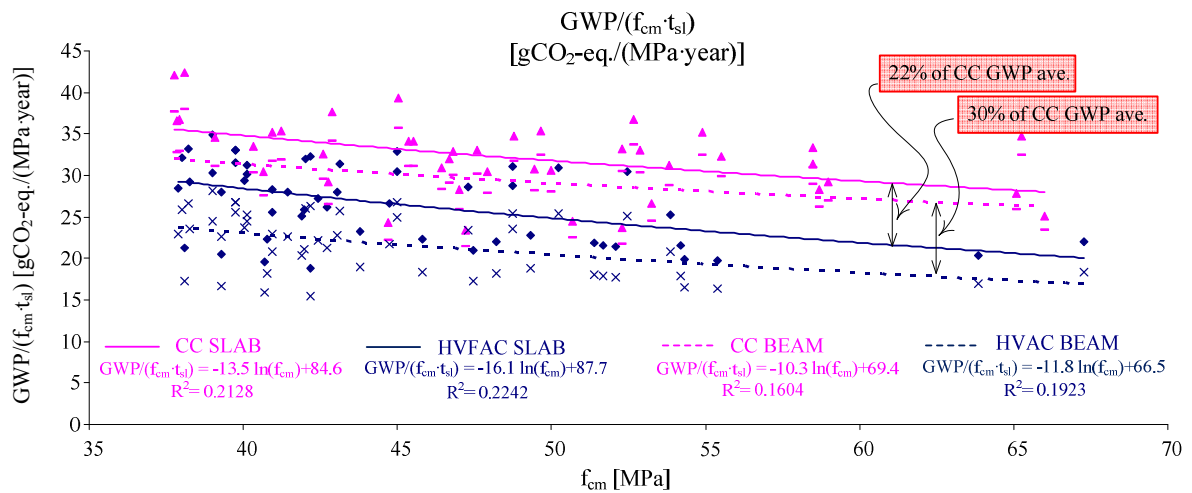 GWP/(fcm·tsl)
[gCO2-eq./(MPa·year)]
GWP/(fcm·tsl) [gCO2-eq./(MPa·year)]
45
40
35
30
25
20
15
10
5
0
22% of CC GWP ave.
30% of CC GWP ave.
CC SLAB
GWP/(fcm·tsl) = -13.5 ln(fcm)+84.6
R2= 0.2128
HVFAC SLAB
GWP/(fcm·tsl) = -16.1 ln(fcm)+87.7
R2= 0.2242
CC BEAM
GWP/(fcm·tsl) = -10.3 ln(fcm)+69.4
R2= 0.1604
HVAC BEAM
GWP/(fcm·tsl) = -11.8 ln(fcm)+66.5
R2= 0.1923
35 40 45 50 55 60 65 70
fcm [MPa]